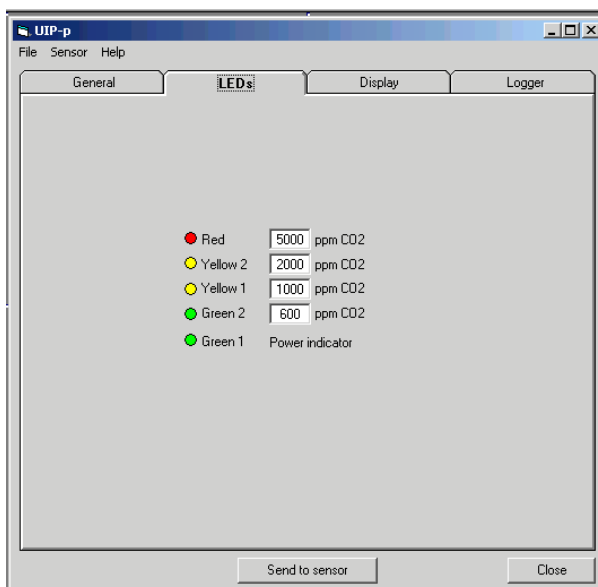 UIP-p
File Sensor Help
General LEDs Display Logger
Red 5000 ppm CO2
Yellow 2 2000 ppm CO2
Yellow 1 1000 ppm CO2
Green 2 600 ppm CO2
Green 1 Power indicator
Send to sensor Close